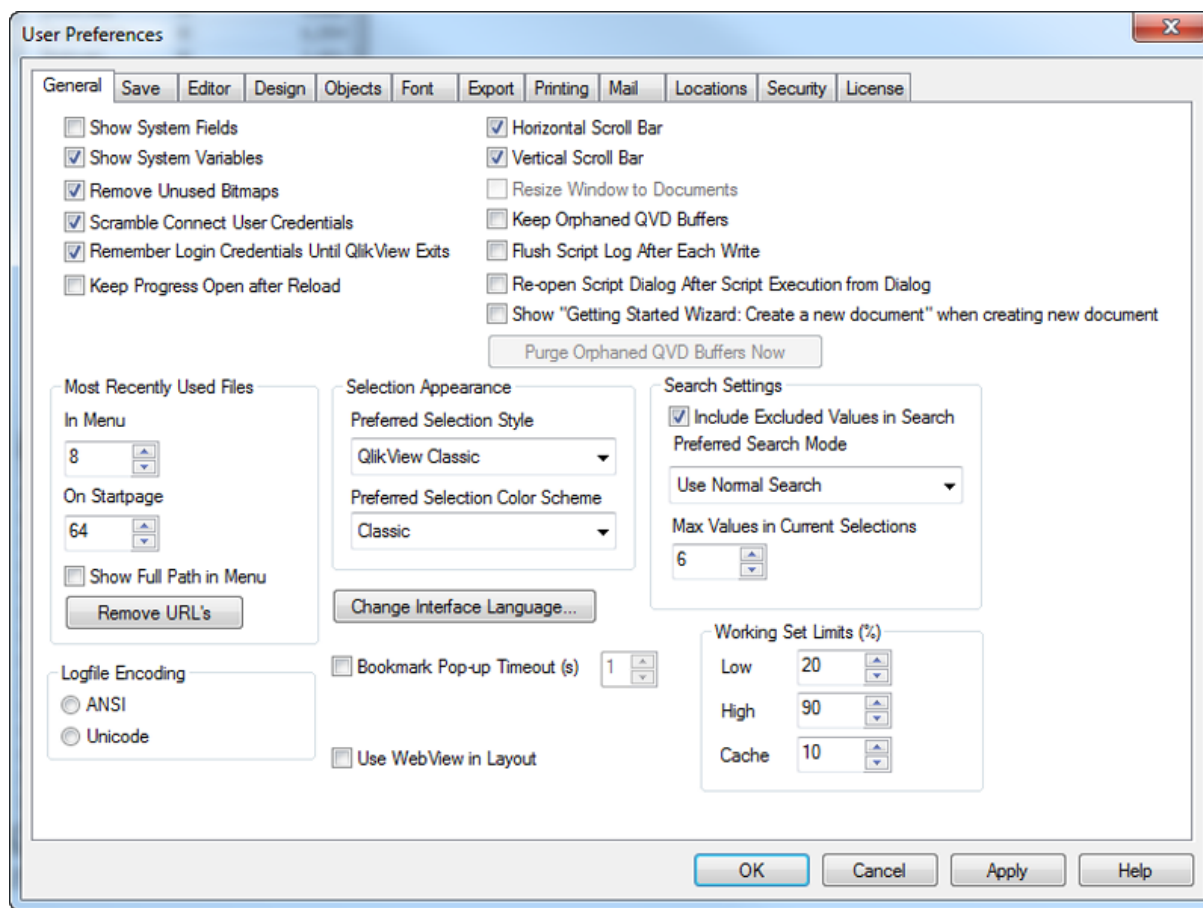 User Preferences
General Save Editor Design Objects Font Export Printing Mail Locations Security License
Show System Fields
Show System Variables
Remove Unused Bitmaps
Scramble Connect User Credentials
Remember Login Credentials Until QlikView Exits
Keep Progress Open after Reload
Horizontal Scroll Bar
Vertical Scroll Bar
Resize Window to Documents
Keep Orphaned QVD Buffers
Flush Script Log After Each Write
Re-open Script Dialog After Script Execution from Dialog
Show "Getting Started Wizard: Create a new document" when creating new document
Purge Orphaned QVD Buffers Now
Most Recently Used Files
In Menu
8
On Startpage
64
Show Full Path in Menu
Remove URL's
Selection Appearance
Preferred Selection Style
QlikView Classic
Preferred Selection Color Scheme
Classic
Change Interface Language...
Search Settings
Include Excluded Values in Search
Preferred Search Mode
Use Normal Search
Max Values in Current Selections
6
Logfile Encoding
ANSI
Unicode
Bookmark Pop-up Timeout (s) 1
Use WebView in Layout
Working Set Limits (%)
Low 20
High 90
Cache 10
OK Cancel Apply Help